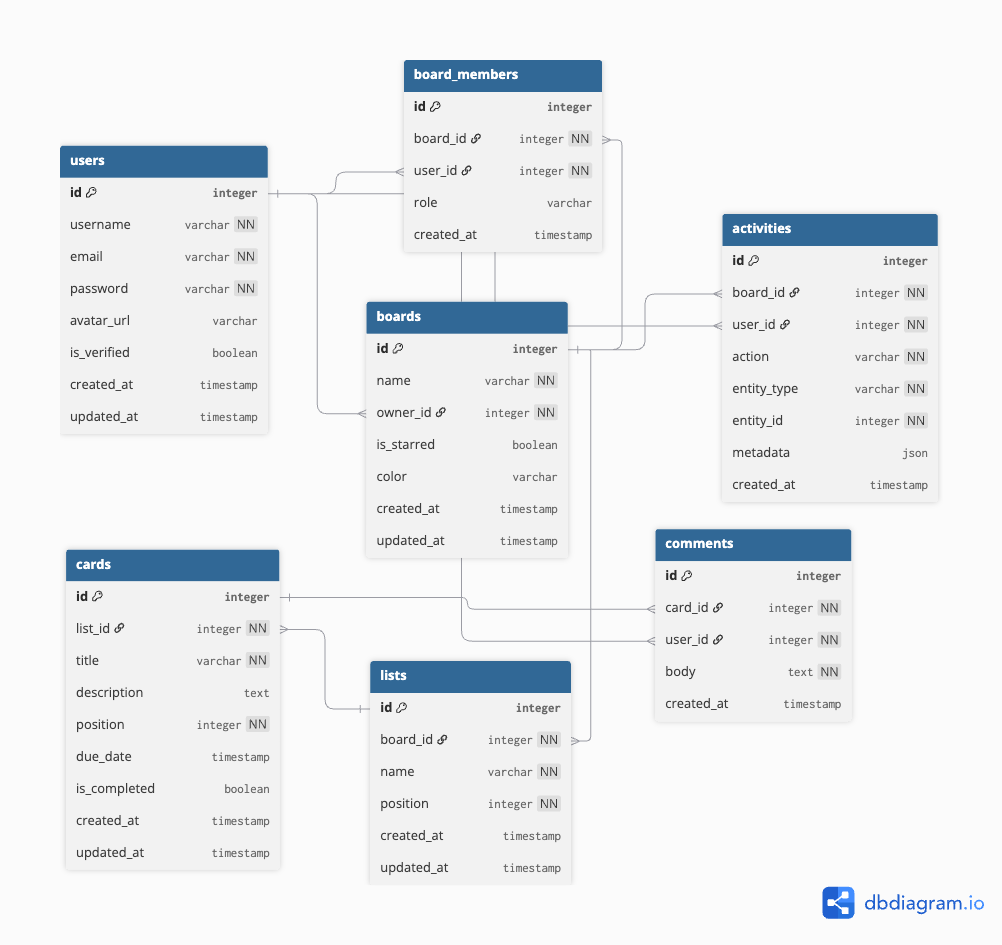 board_members
id integer
board_id integer NN
user_id integer NN
role varchar
created_at timestamp
users
id integer
username varchar NN
email varchar NN
password varchar NN
avatar_url varchar
is_verified boolean
created_at timestamp
updated_at timestamp
activities
id integer
board_id integer NN
user_id integer NN
action varchar NN
entity_type varchar NN
entity_id integer NN
metadata json
created_at timestamp
boards
id integer
name varchar NN
owner_id integer NN
is_starred boolean
color varchar
created_at timestamp
updated_at timestamp
comments
id integer
card_id integer NN
user_id integer NN
body text NN
created_at timestamp
cards
id integer
list_id integer NN
title varchar NN
description text
position integer NN
due_date timestamp
is_completed boolean
created_at timestamp
updated_at timestamp
lists
id integer
board_id integer NN
name varchar NN
position integer NN
created_at timestamp
updated_at timestamp
dbdiagram.io